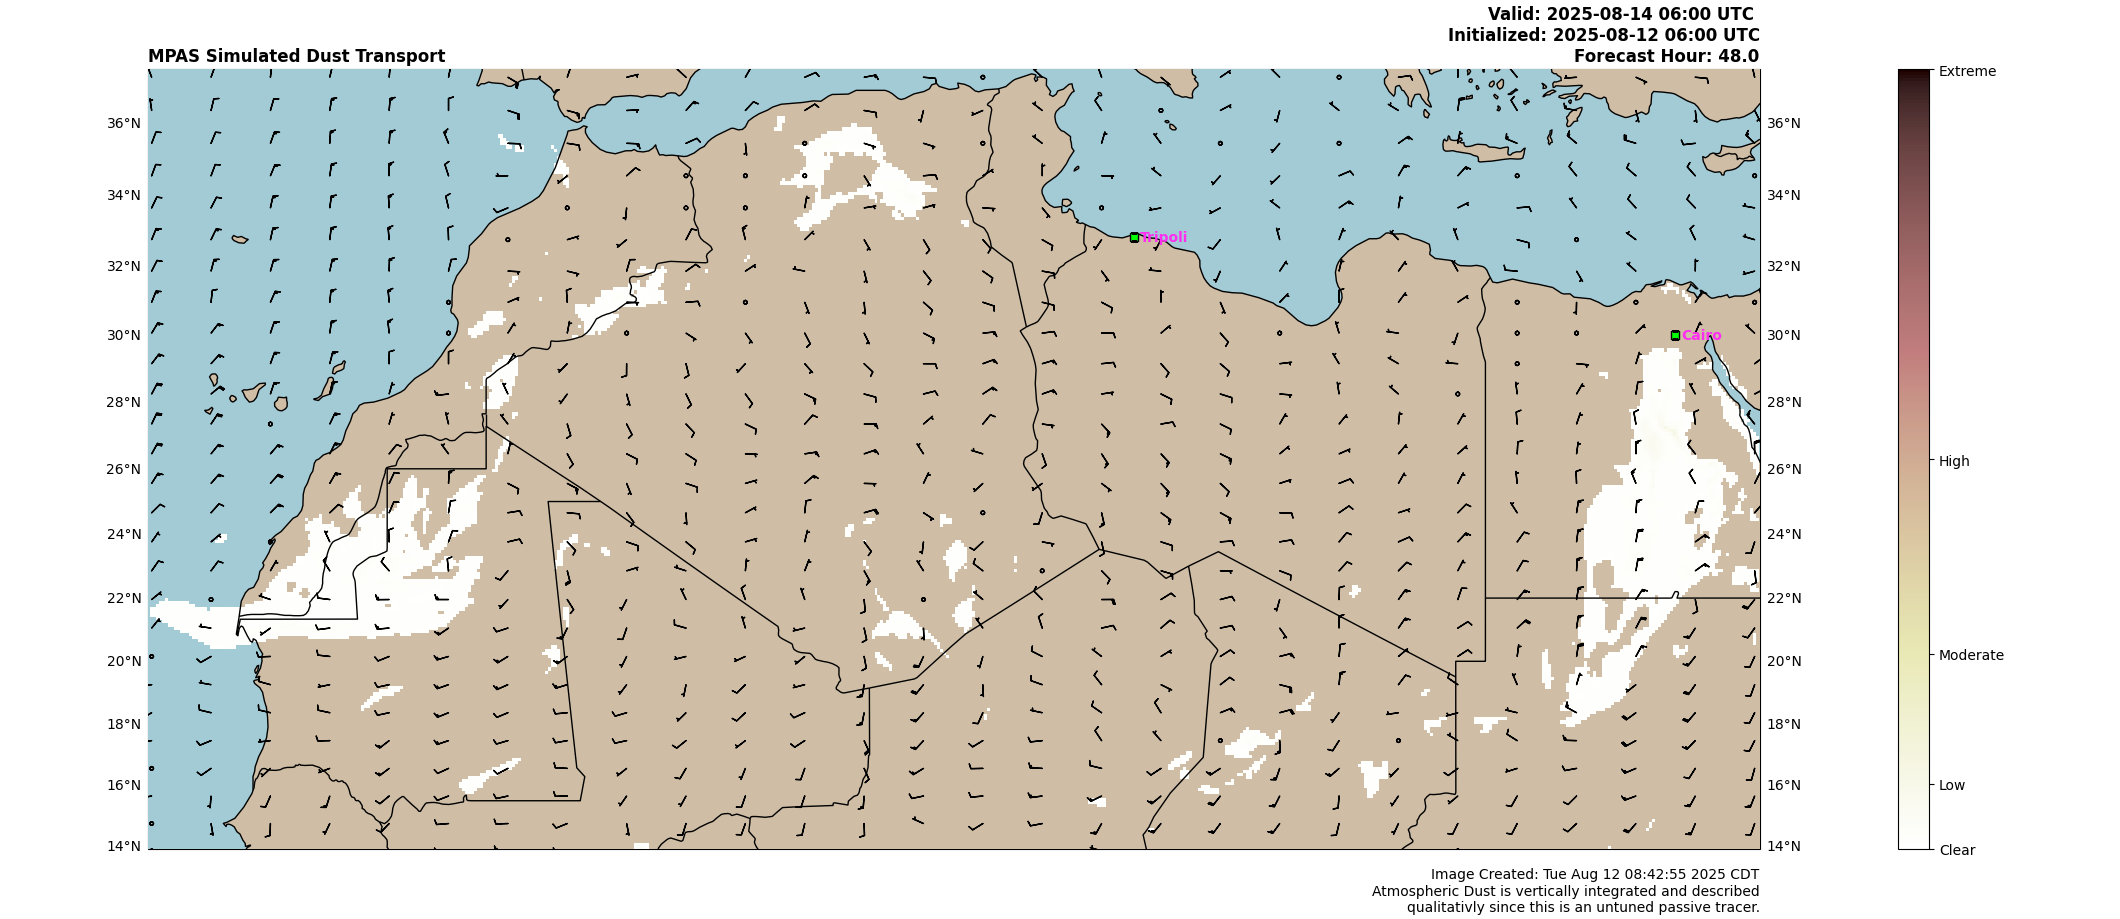 Valid: 2025-08-14 06:00 UTC
Initialized: 2025-08-12 06:00 UTC
MPAS Simulated Dust Transport
Forecast Hour: 48.0
Extreme
36°N
36°N
34°N
34°N
Tripoli
32°N
32°N
30°N
Cairo
30°N
28°N
28°N
26°N
26°N
High
24°N
24°N
22°N
22°N
20°N
20°N
Moderate
18°N
18°N
16°N
16°N
Low
14°N
14°N
Clear
Image Created: Tue Aug 12 08:42:55 2025 CDT
Atmospheric Dust is vertically integrated and described
qualitativly since this is an untuned passive tracer.